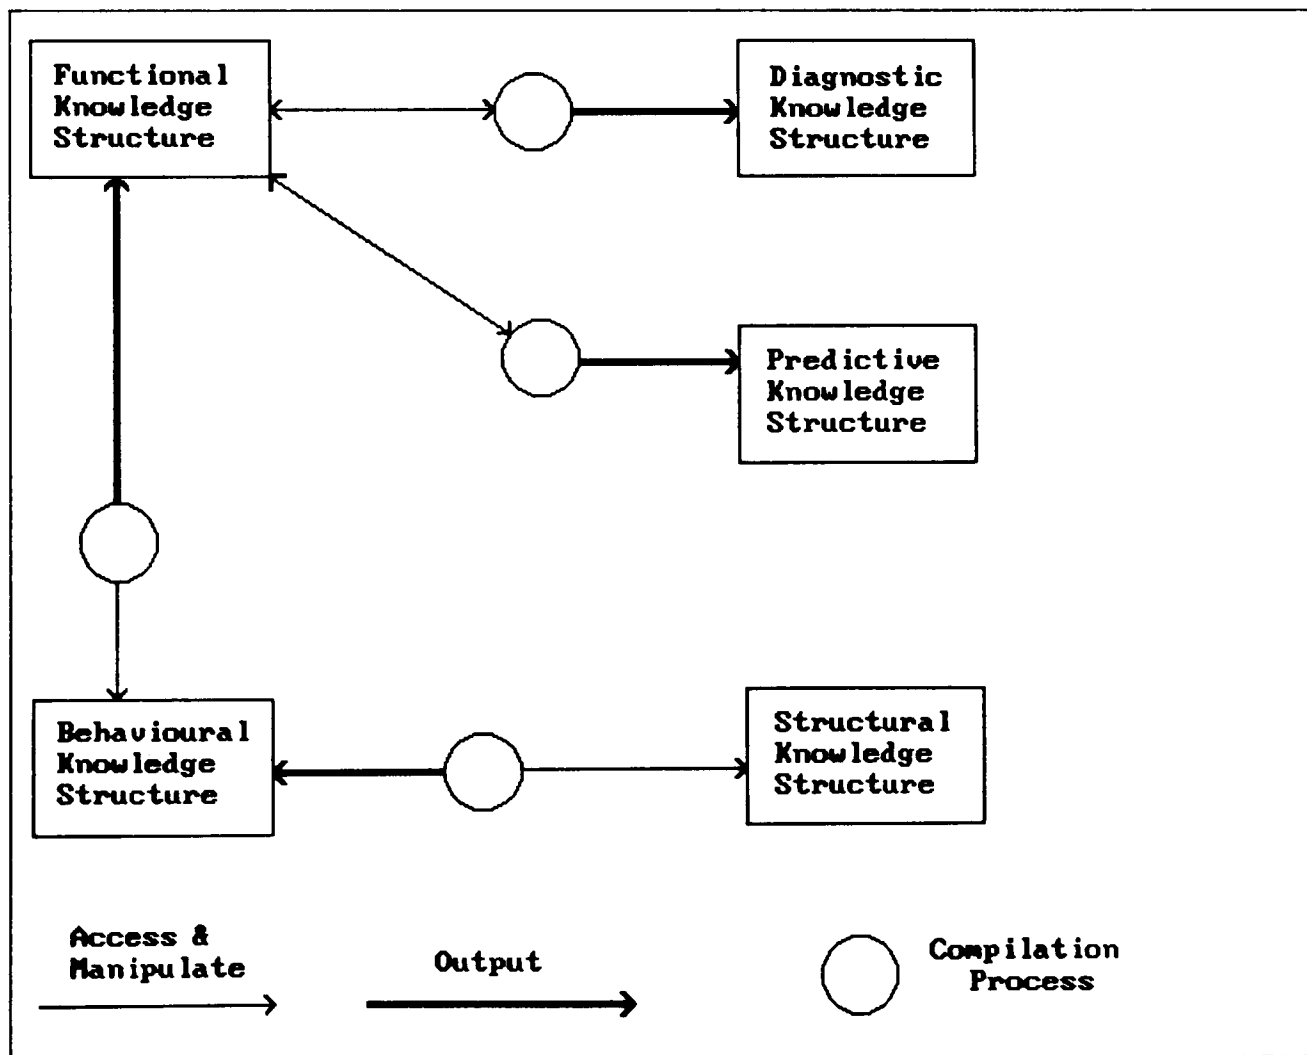 Functional
Knowledge
Structure
Diagnostic
Knowledge
Structure
Predictive
Knowledge
Structure
Behavioural
Knowledge
Structure
Structural
Knowledge
Structure
Access &
Manipulate
Output
Compilation
Process